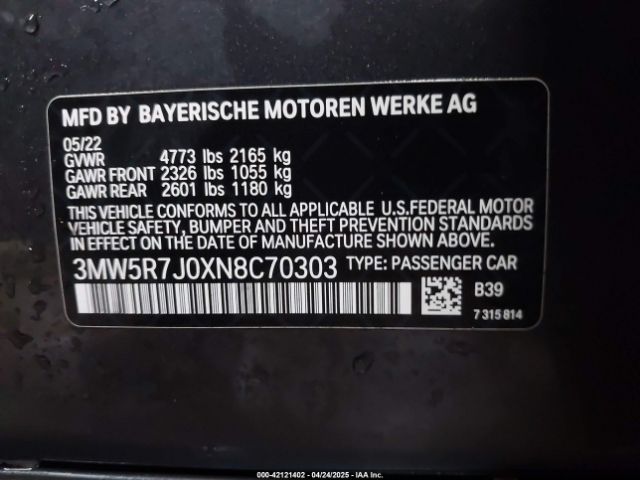 MFD BY BAYERISCHE MOTOREN WERKE AG
05/22
GVWR 4773 lbs 2165 kg
GAWR FRONT 2326 lbs 1055 kg
GAWR REAR 2601 lbs 1180 kg
THIS VEHICLE CONFORMS TO ALL APPLICABLE U.S.FEDERAL MOTOR
VEHICLE SAFETY, BUMPER AND THEFT PREVENTION STANDARDS
IN EFFECT ON THE DATE OF MANUFACTURE SHOWN ABOVE.
3MW5R7J0XN8C70303 TYPE: PASSENGER CAR
B39
7 315 814
000-42121402 - 04/24/2025 - IAA Inc.